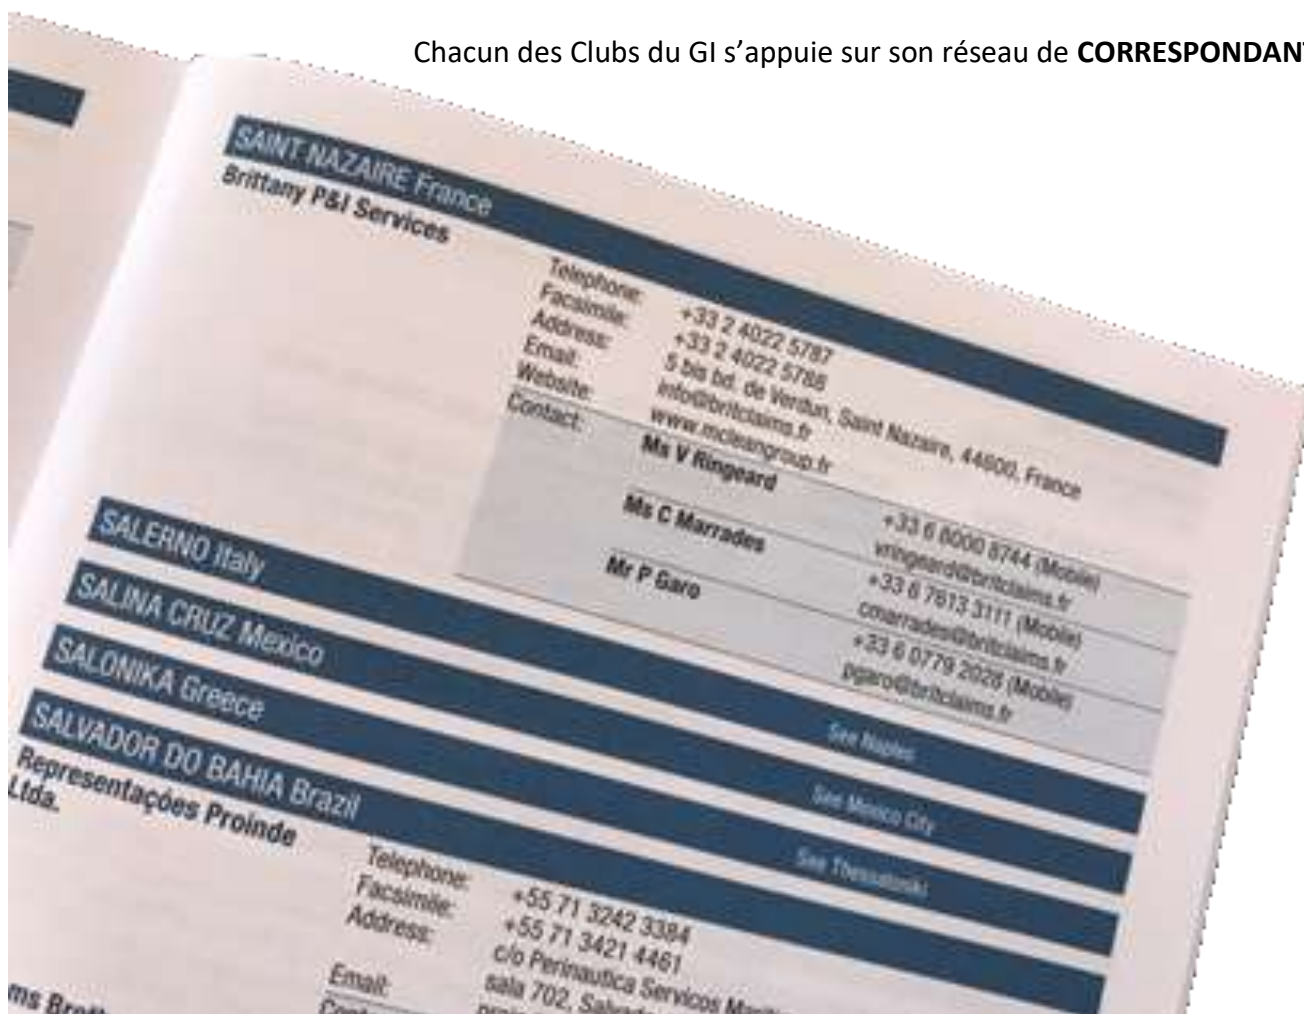 Chacun des Clubs du GI s’appuie sur son réseau de CORRESPONDANT
SAINT NAZAIRE France
Brittany P&I Services
Telephone: +33 2 4022 5787
Facsimile: +33 2 4022 5788
Address: 5 bis bd. de Verdun, Saint Nazaire, 44600, France
Email: info@britclaims.fr
Website: www.mcleangroup.fr
Contact: Ms V Ringeard +33 6 8000 8744 (Mobile)
vringeard@britclaims.fr
Ms C Marrades +33 6 7613 3111 (Mobile)
cmarrades@britclaims.fr
Mr P Garo +33 6 0779 2028 (Mobile)
pgaro@britclaims.fr
SALERNO Italy See Naples
SALINA CRUZ Mexico See Mexico City
SALONIKA Greece See Thessaloski
SALVADOR DO BAHIA Brazil
Representações Proinde
Ltda.
Telephone: +55 71 3242 3384
Facsimile: +55 71 3421 4461
Address: c/o Perinautica Servicos
sala 702,
Email: